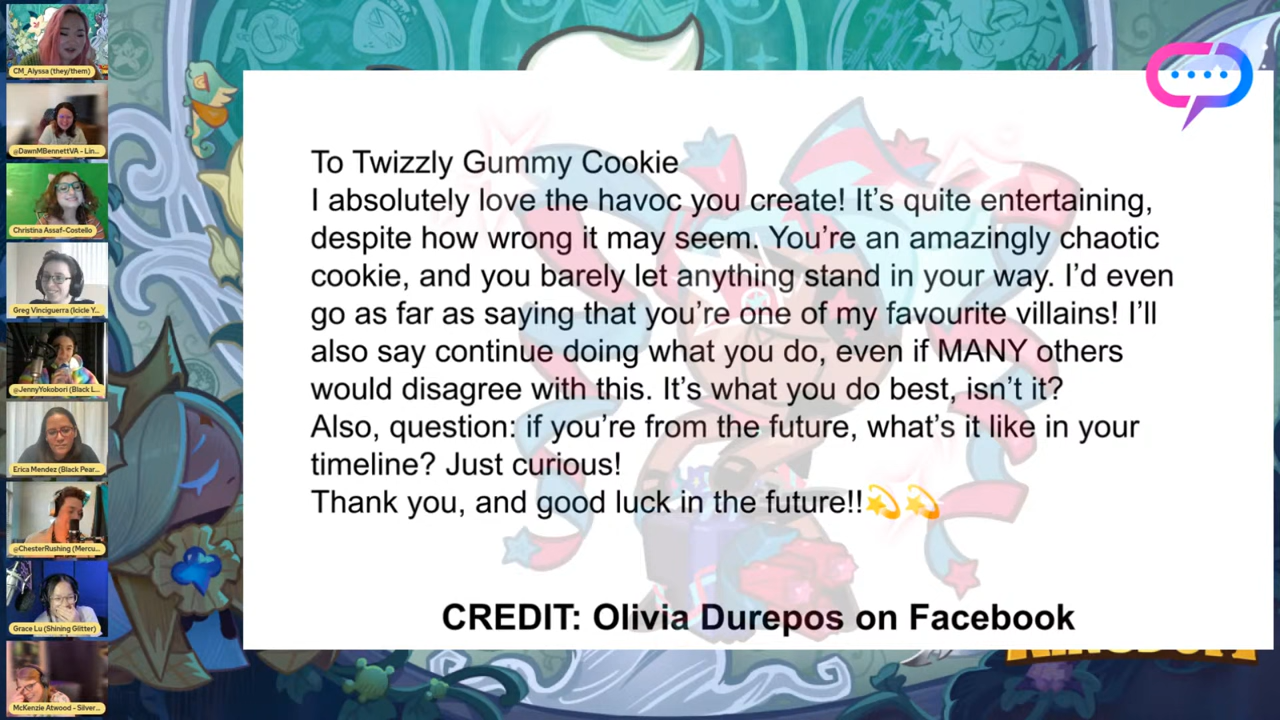 CM_Alyssa (they/them)
@DawnMBennettVA - Lin...
Christina Assaf-Costello
Greg Vinciguerra (Icicle Y...
@JennyYokobori (Black L...
Erica Mendez (Black Pear...
@ChesterRushing (Mercu...
Grace Lu (Shining Glitter)
McKenzie Atwood - Silver...
To Twizzly Gummy Cookie
I absolutely love the havoc you create! It’s quite entertaining,
despite how wrong it may seem. You’re an amazingly chaotic
cookie, and you barely let anything stand in your way. I’d even
go as far as saying that you’re one of my favourite villains! I’ll
also say continue doing what you do, even if MANY others
would disagree with this. It’s what you do best, isn’t it?
Also, question: if you’re from the future, what’s it like in your
timeline? Just curious!
Thank you, and good luck in the future!!💫💫
CREDIT: Olivia Durepos on Facebook
KINGDOM